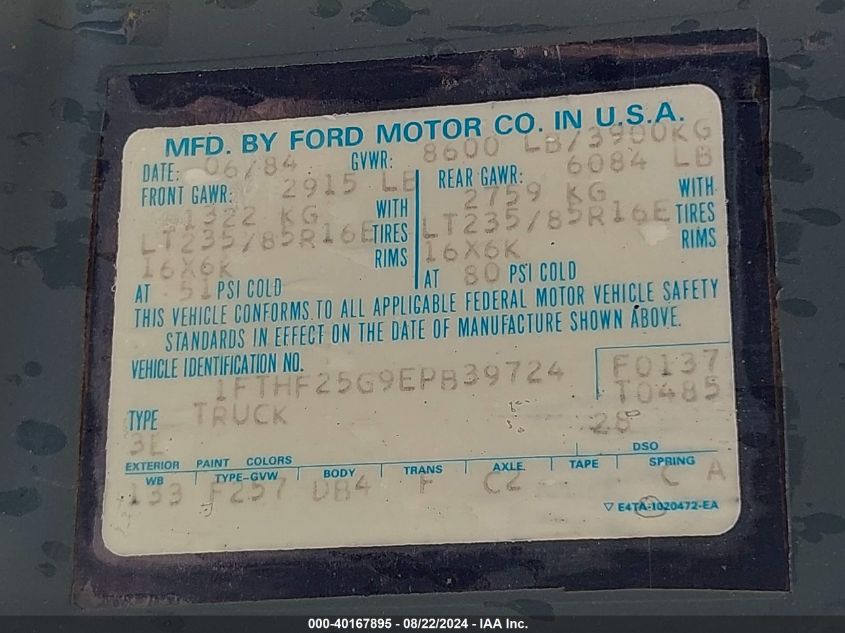 MFD. BY FORD MOTOR CO. IN U.S.A.
DATE: 06/84 GVWR: 8600 LB/3900KG
FRONT GAWR: 2915 LB REAR GAWR: 6084 LB
1322 KG WITH 2759 KG WITH
LT235/85R16E TIRES LT235/85R16E TIRES
16X6K RIMS 16X6K RIMS
AT 51 PSI COLD AT 80 PSI COLD
THIS VEHICLE CONFORMS TO ALL APPLICABLE FEDERAL MOTOR VEHICLE SAFETY
STANDARDS IN EFFECT ON THE DATE OF MANUFACTURE SHOWN ABOVE.
VEHICLE IDENTIFICATION NO.
1FTHF25G9EPB39724 F0137
T0485
TYPE TRUCK 28
3E
EXTERIOR PAINT COLORS DSO
WB TYPE-GVW BODY TRANS AXLE TAPE SPRING
133 F257 DB4 F C2 C A
▽ E4TA-1020472-EA
000-40167895 - 08/22/2024 - IAA Inc.